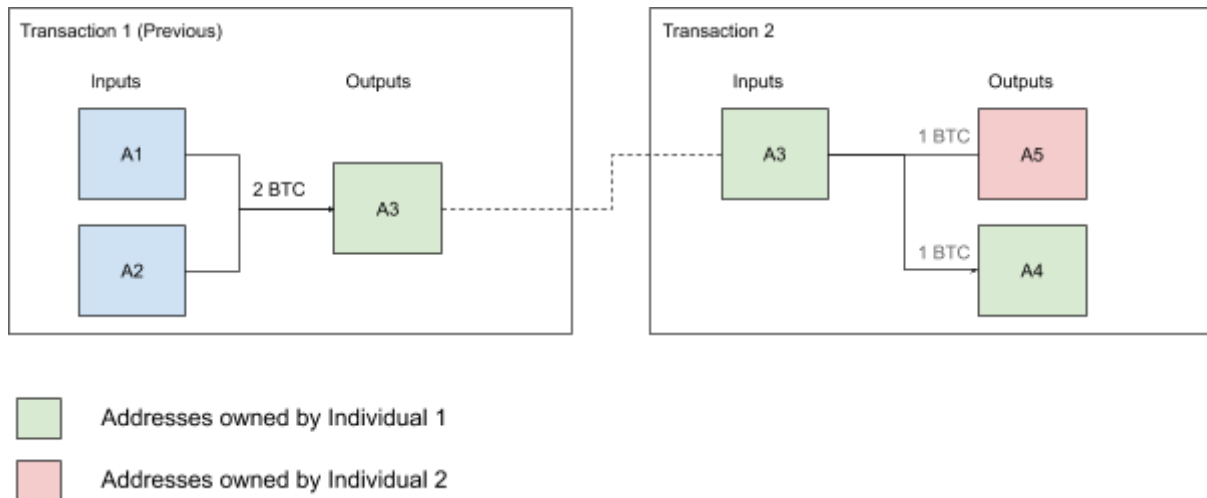 Transaction 1 (Previous)
Inputs
Outputs
A1
A2
2 BTC
A3
Transaction 2
Inputs
Outputs
A3
1 BTC
A5
1 BTC
A4
Addresses owned by Individual 1
Addresses owned by Individual 2